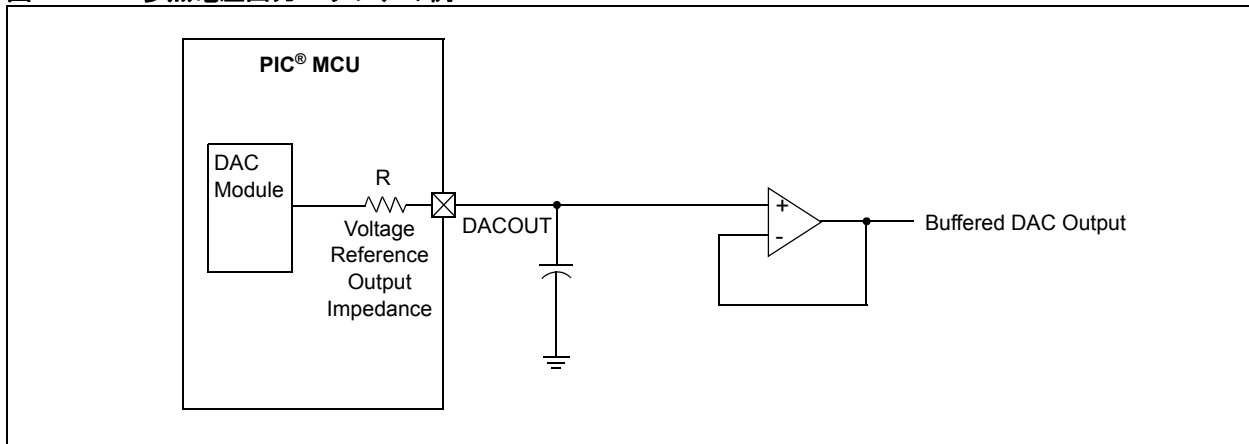 PIC® MCU
DAC
Module
R
Voltage
Reference
Output
Impedance
DACOUT
+
-
Buffered DAC Output